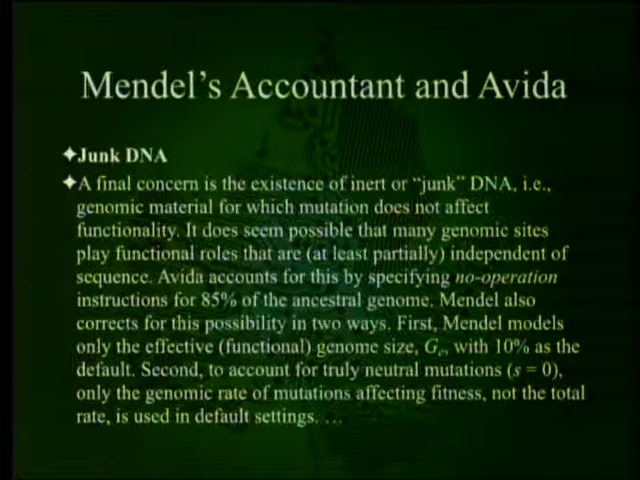 Mendel's Accountant and Avida
✦Junk DNA
✦A final concern is the existence of inert or "junk" DNA, i.e.,
genomic material for which mutation does not affect
functionality. It does seem possible that many genomic sites
play functional roles that are (at least partially) independent of
sequence. Avida accounts for this by specifying no-operation
instructions for 85% of the ancestral genome. Mendel also
corrects for this possibility in two ways. First, Mendel models
only the effective (functional) genome size, Ge, with 10% as the
default. Second, to account for truly neutral mutations (s = 0),
only the genomic rate of mutations affecting fitness, not the total
rate, is used in default settings. …